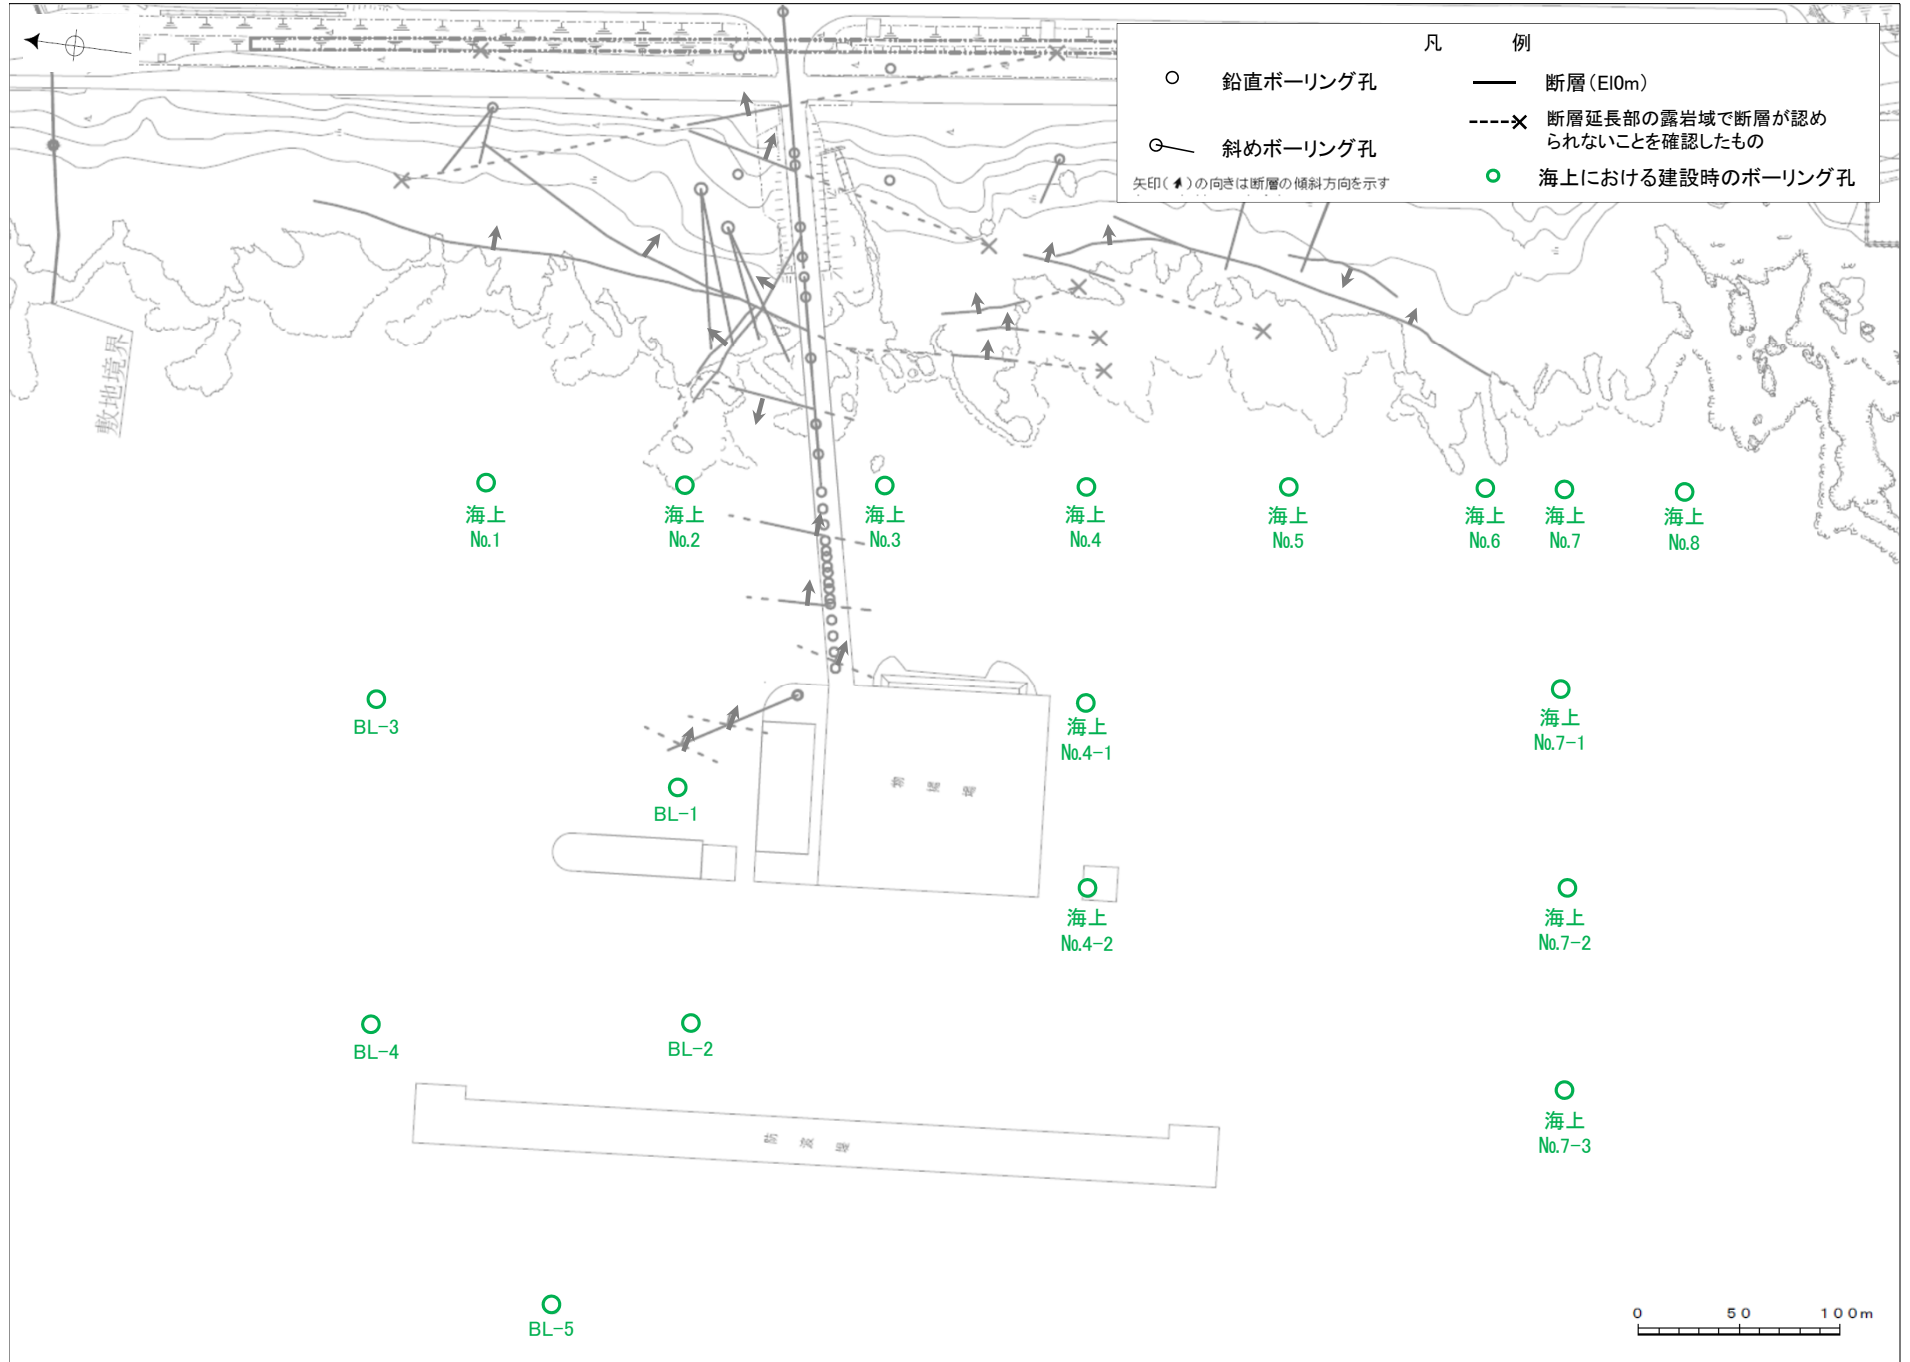 凡 例
鉛直ボーリング孔
断層(El0m)
断層延長部の露岩域で断層が認め
られないことを確認したもの
斜めボーリング孔
矢印( )の向きは断層の傾斜方向を示す
海上における建設時のボーリング孔
敷地境界
海上
No.1
海上
No.2
海上
No.3
海上
No.4
海上
No.5
海上
No.6
海上
No.7
海上
No.8
BL-3
海上
No.4-1
海上
No.7-1
BL-1
物揚場
海上
No.4-2
海上
No.7-2
BL-4
BL-2
防波堤
海上
No.7-3
BL-5
0 50 100m